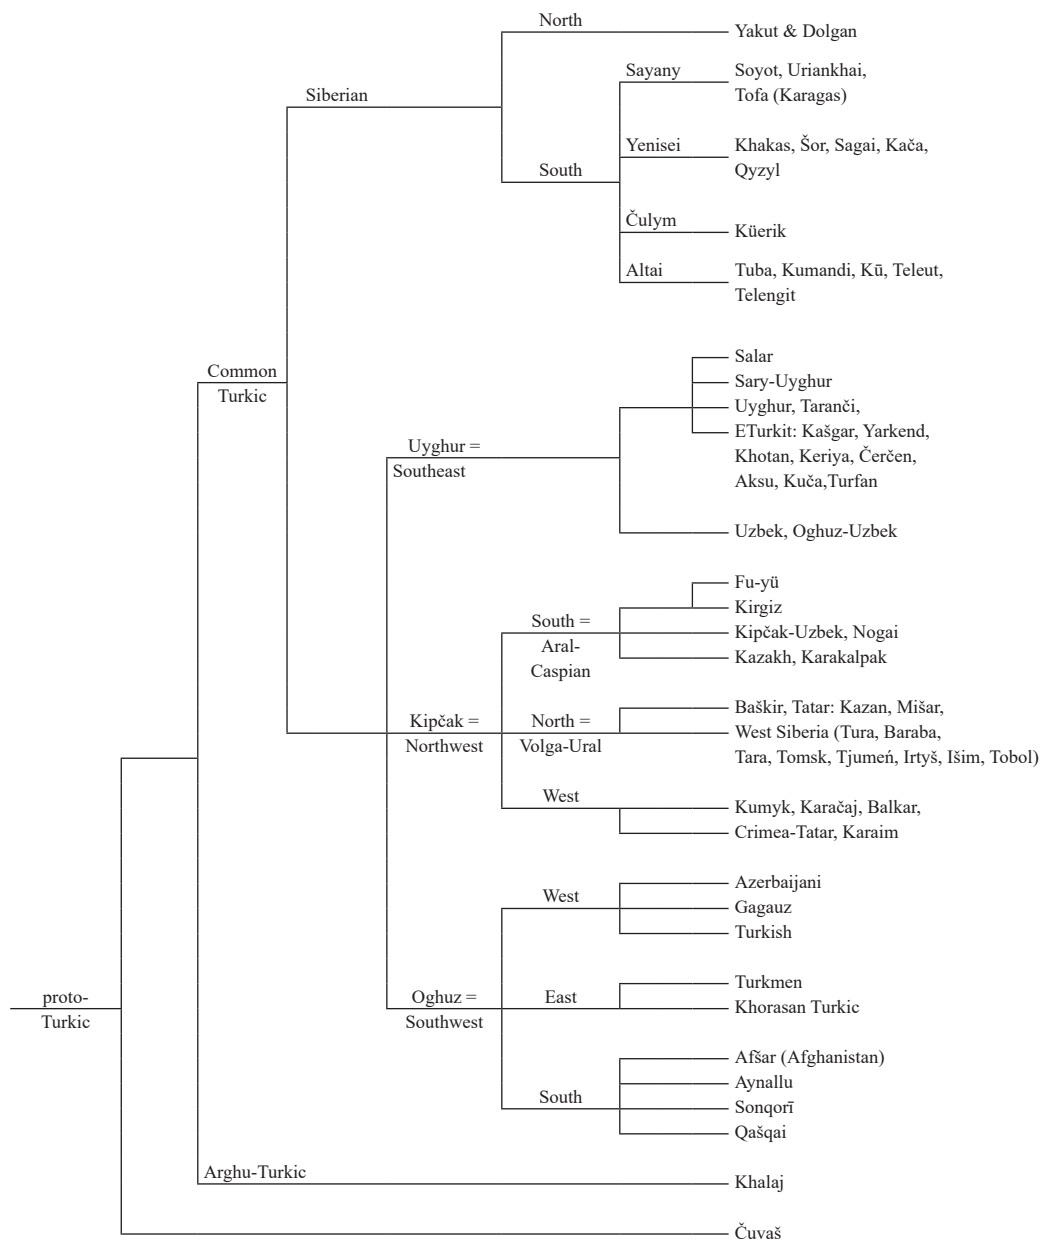 North
Yakut & Dolgan
Sayany
Soyot, Uriankhai,
Tofa (Karagas)
Siberian
Yenisei
Khakas, Šor, Sagai, Kača,
Qyzyl
South
Čulym
Küerik
Altai
Tuba, Kumandi, Kū, Teleut,
Telengit
Common
Turkic
Salar
Sary-Uyghur
Uyghur, Taranči,
ETurkit: Kašgar, Yarkend,
Khotan, Keriya, Čerčen,
Aksu, Kuča,Turfan
Uyghur =
Southeast
Uzbek, Oghuz-Uzbek
Fu-yü
Kirgiz
South =
Aral-
Caspian
Kipčak-Uzbek, Nogai
Kazakh, Karakalpak
Kipčak =
Northwest
North =
Volga-Ural
Baškir, Tatar: Kazan, Mišar,
West Siberia (Tura, Baraba,
Tara, Tomsk, Tjumeń, Irtyš, Išim, Tobol)
West
Kumyk, Karačaj, Balkar,
Crimea-Tatar, Karaim
West
Azerbaijani
Gagauz
Turkish
proto-
Turkic
Oghuz =
Southwest
East
Turkmen
Khorasan Turkic
South
Afšar (Afghanistan)
Aynallu
Sonqorī
Qašqai
Arghu-Turkic
Khalaj
Čuvaš